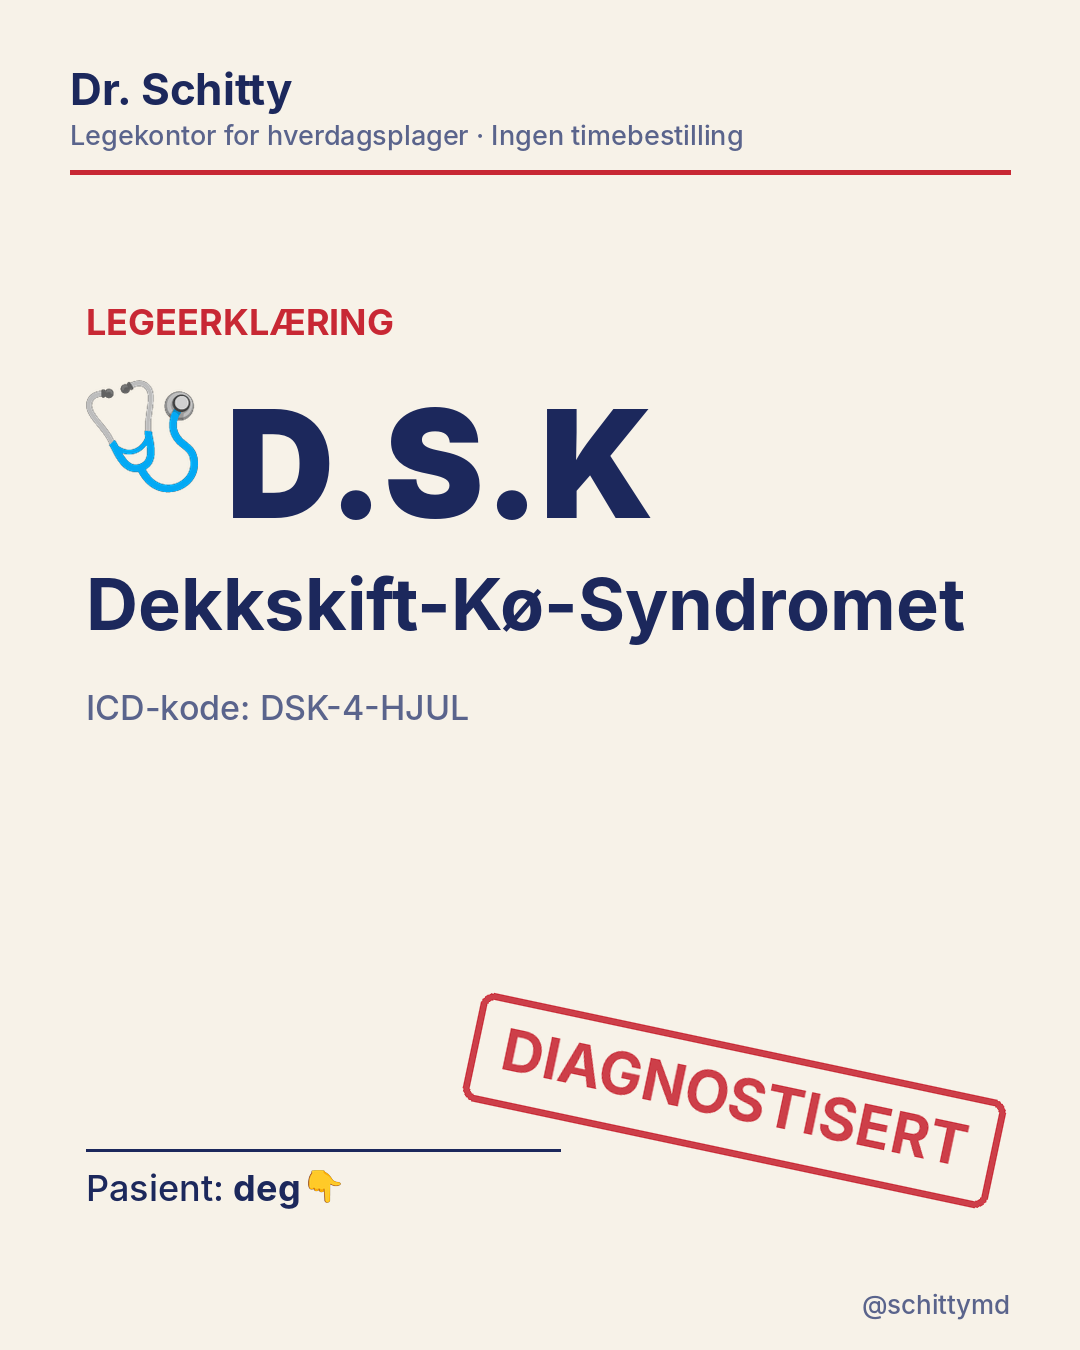 Dr. Schitty
Legekontor for hverdagsplager · Ingen timebestilling
LEGEERKLÆRING
D.S.K
Dekkskift-Kø-Syndromet
ICD-kode: DSK-4-HJUL
DIAGNOSTISERT
Pasient: deg👇
@schittymd